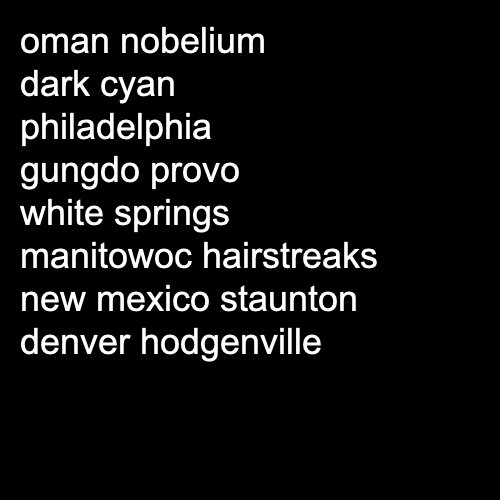 oman nobelium
dark cyan
philadelphia
gungdo provo
white springs
manitowoc hairstreaks
new mexico staunton
denver hodgenville